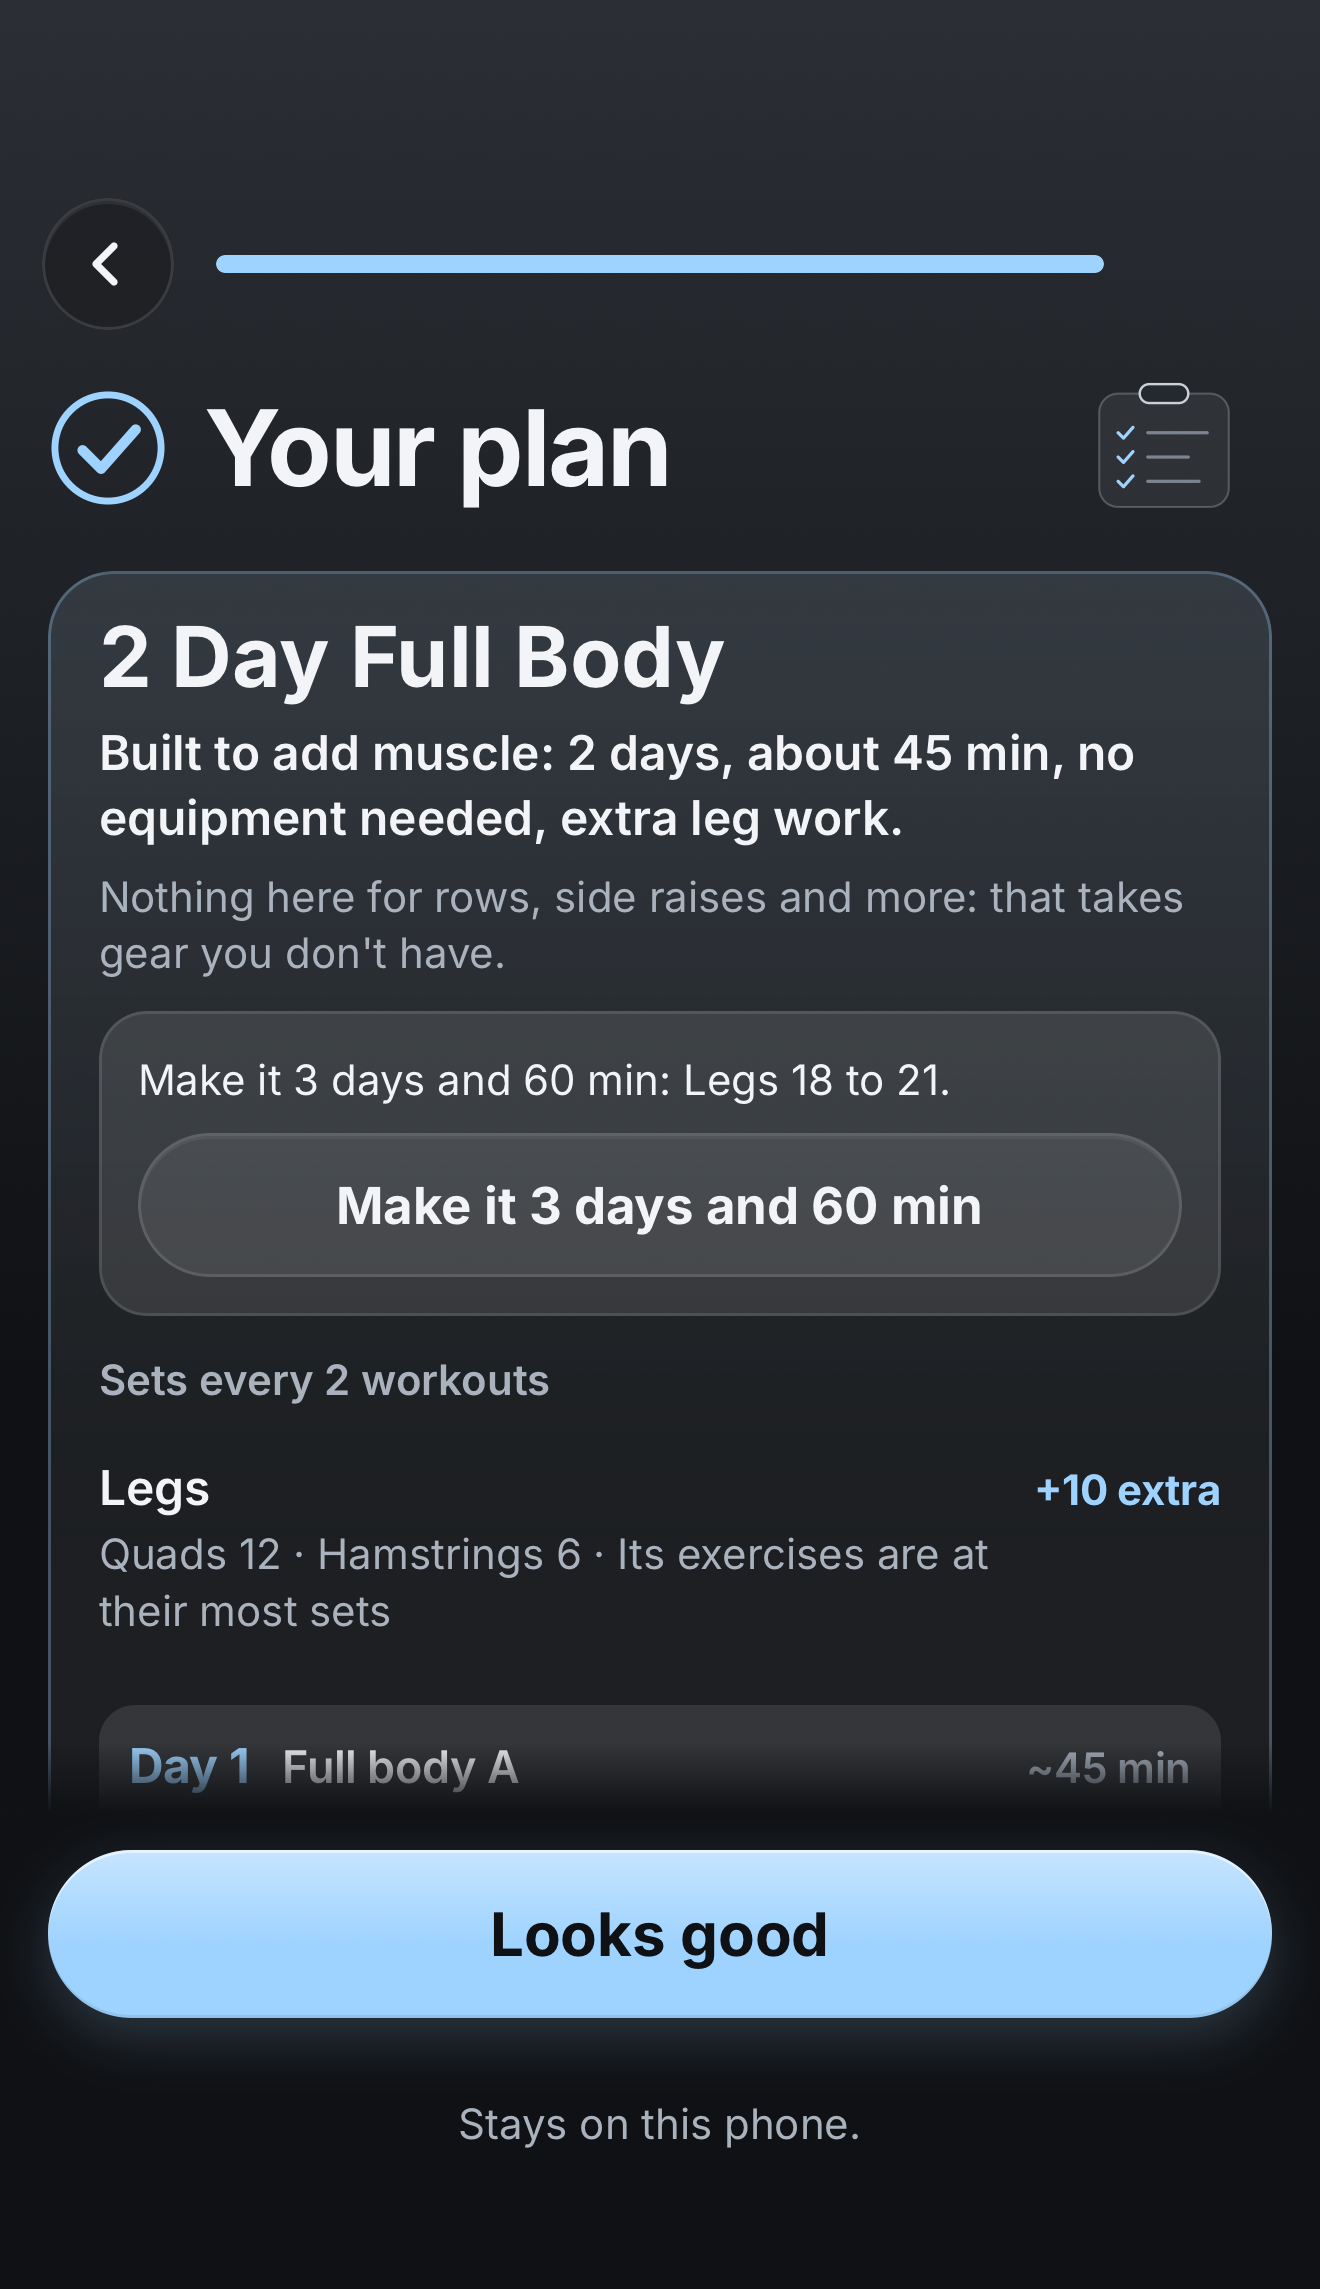 Your plan
2 Day Full Body
Built to add muscle: 2 days, about 45 min, no
equipment needed, extra leg work.
Nothing here for rows, side raises and more: that takes
gear you don't have.
Make it 3 days and 60 min: Legs 18 to 21.
Make it 3 days and 60 min
Sets every 2 workouts
Legs +10 extra
Quads 12 · Hamstrings 6 · Its exercises are at
their most sets
Day 1 Full body A ~45 min
Looks good
Stays on this phone.